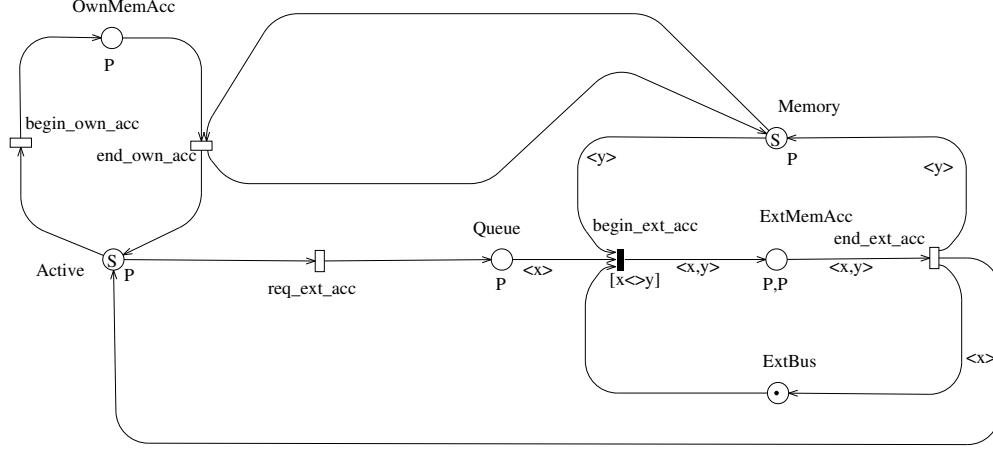 OwnMemAcc
P
begin_own_acc
end_own_acc
Memory
S
P
<y>
<y>
Queue
begin_ext_acc
ExtMemAcc
end_ext_acc
Active
S
P
req_ext_acc
P
<x>
[x<>y]
<x,y>
P,P
<x,y>
ExtBus
<x>